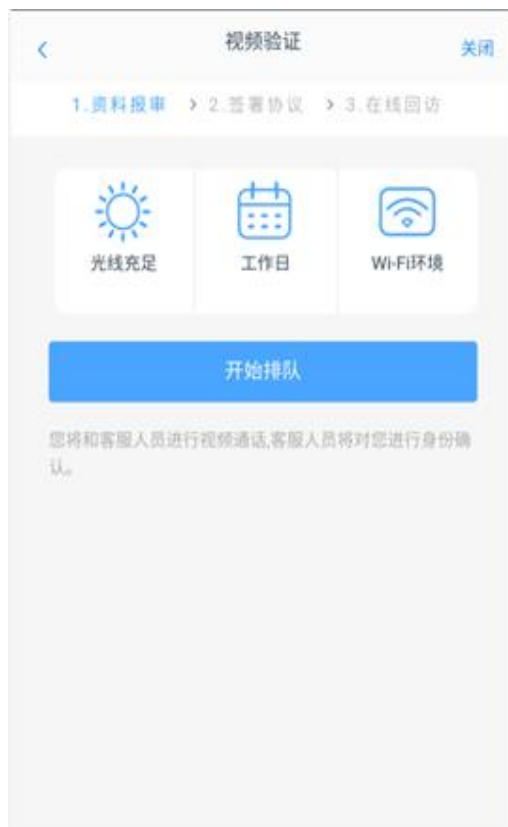 视频验证
关闭
1.资料报审 > 2.签署协议 > 3.在线回访
光线充足 工作日 Wi-Fi环境
开始排队
您将和客服人员进行视频通话,客服人员将对您进行身份确
认。